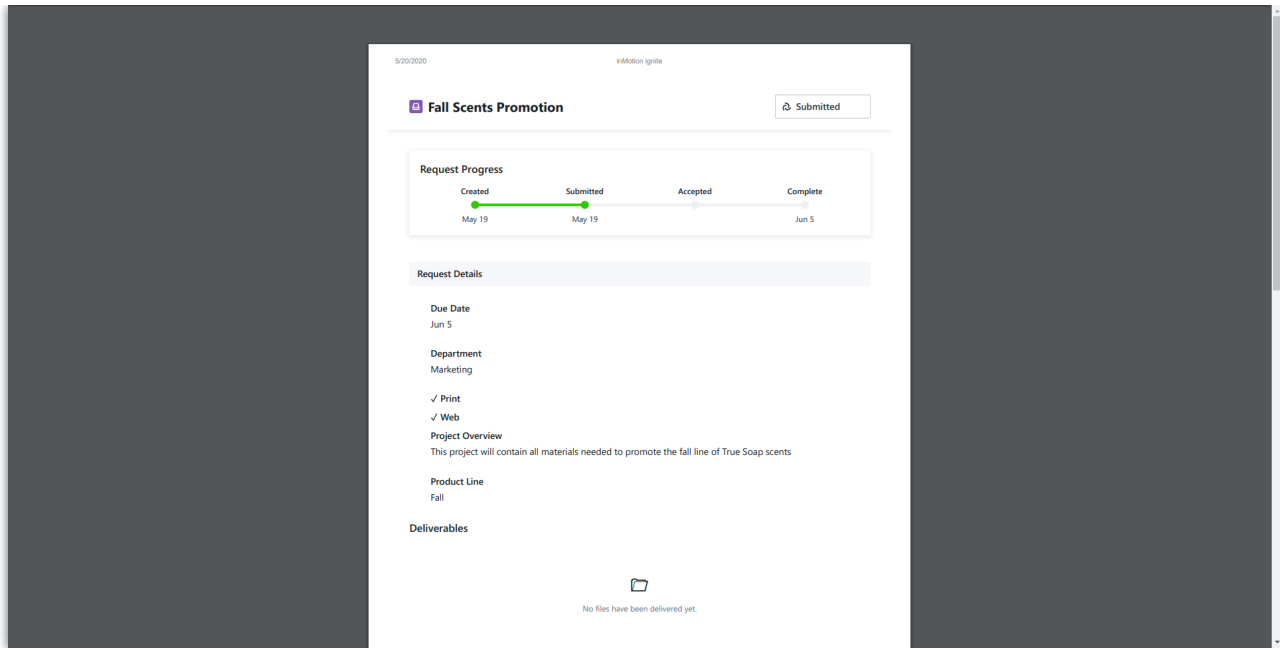 5/20/2020 inMotion ignite
Fall Scents Promotion Submitted
Request Progress
Created Submitted Accepted Complete
May 19 May 19 Jun 5
Request Details
Due Date
Jun 5
Department
Marketing
✓ Print
✓ Web
Project Overview
This project will contain all materials needed to promote the fall line of True Soap scents
Product Line
Fall
Deliverables
No files have been delivered yet.